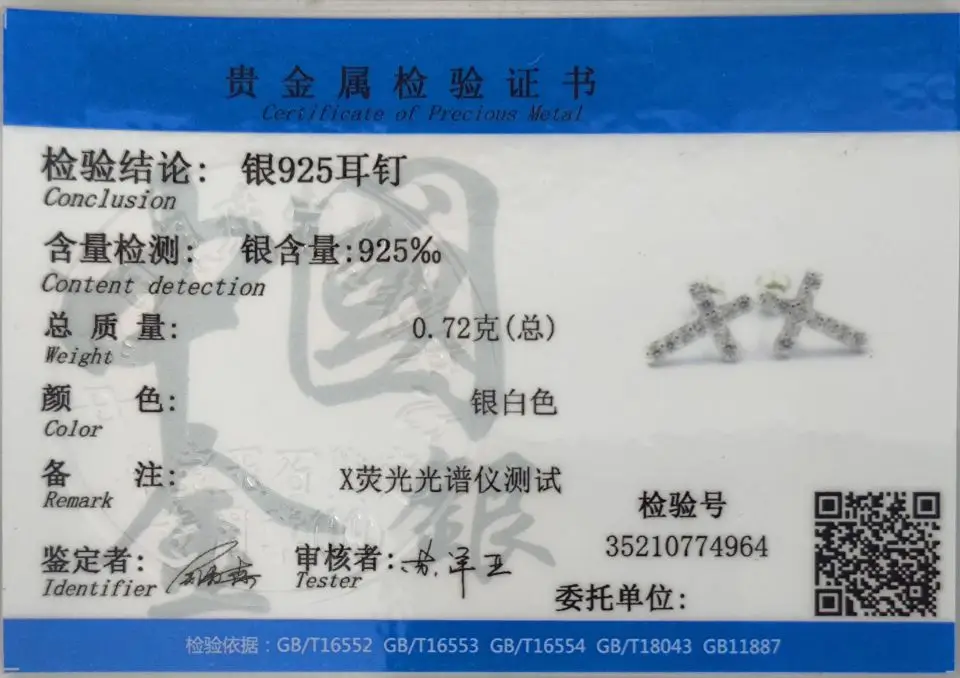 贵金属检验证书
Certificate of Precious Metal
检验结论: 银925耳钉
Conclusion
含量检测: 银含量:925‰
Content detection
总质量: 0.72克(总)
Weight
颜色: 银白色
Color
备注: X荧光光谱仪测试
Remark
检验号
35210774964
鉴定者:
Identifier
审核者:
Tester
委托单位:
中國
金銀
检验依据:GB/T16552 GB/T16553 GB/T16554 GB/T18043 GB11887